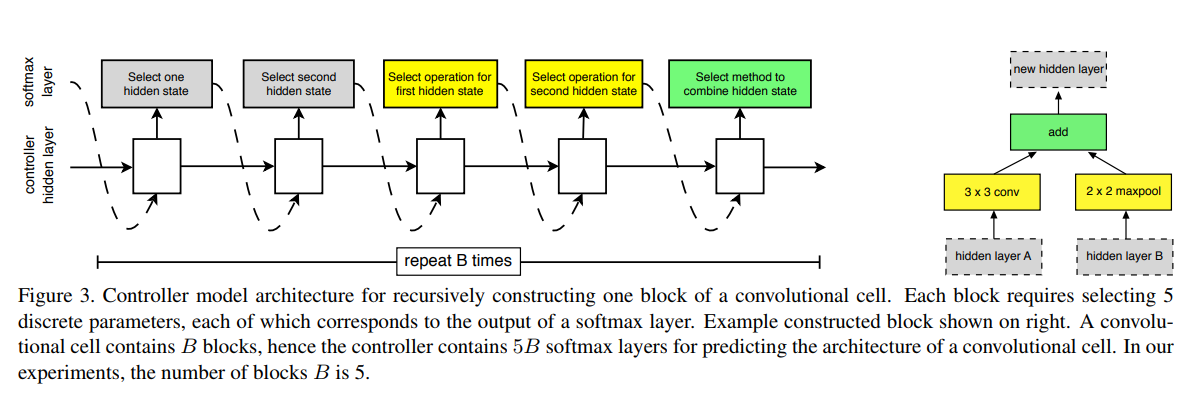 softmax
layer
controller
hidden layer
Select one
hidden state
Select second
hidden state
Select operation for
first hidden state
Select operation for
second hidden state
Select method to
combine hidden state
repeat B times
new hidden layer
add
3 x 3 conv
2 x 2 maxpool
hidden layer A
hidden layer B
Figure 3. Controller model architecture for recursively constructing one block of a convolutional cell. Each block requires selecting 5
discrete parameters, each of which corresponds to the output of a softmax layer. Example constructed block shown on right. A convolu-
tional cell contains B blocks, hence the controller contains 5B softmax layers for predicting the architecture of a convolutional cell. In our
experiments, the number of blocks B is 5.